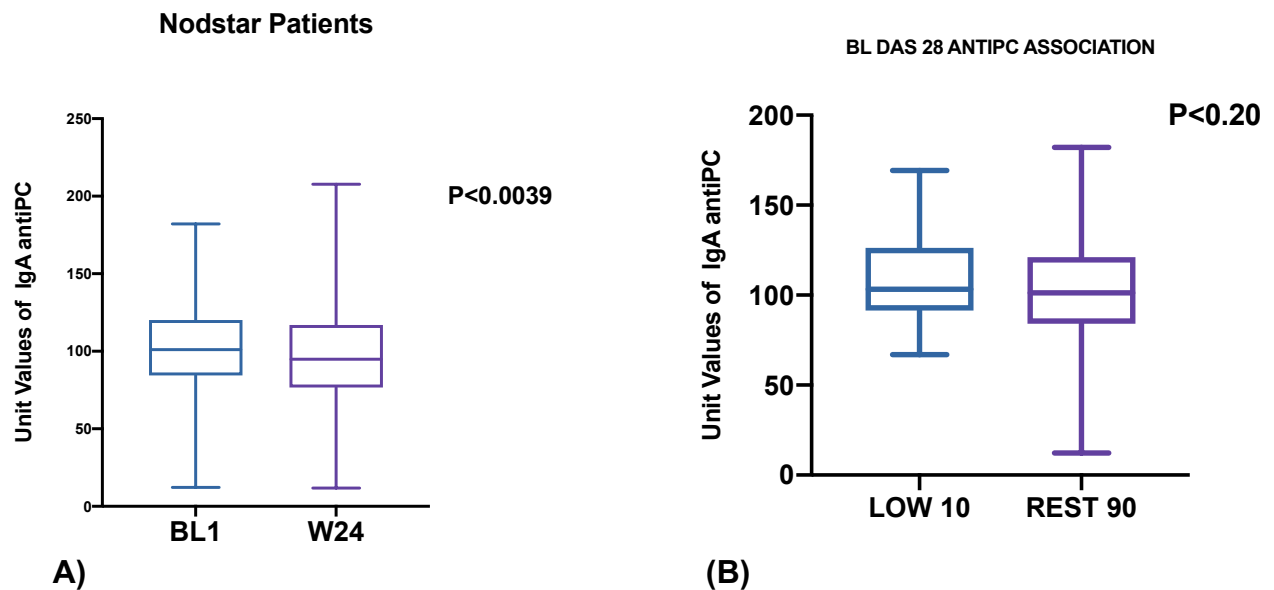 Nodstar Patients
Unit Values of IgA antiPC
250
200
150
100
50
0
BL1
W24
P<0.0039
A)
BL DAS 28 ANTIPC ASSOCIATION
P<0.20
Unit Values of IgA antiPC
200
150
100
50
0
LOW 10
REST 90
(B)